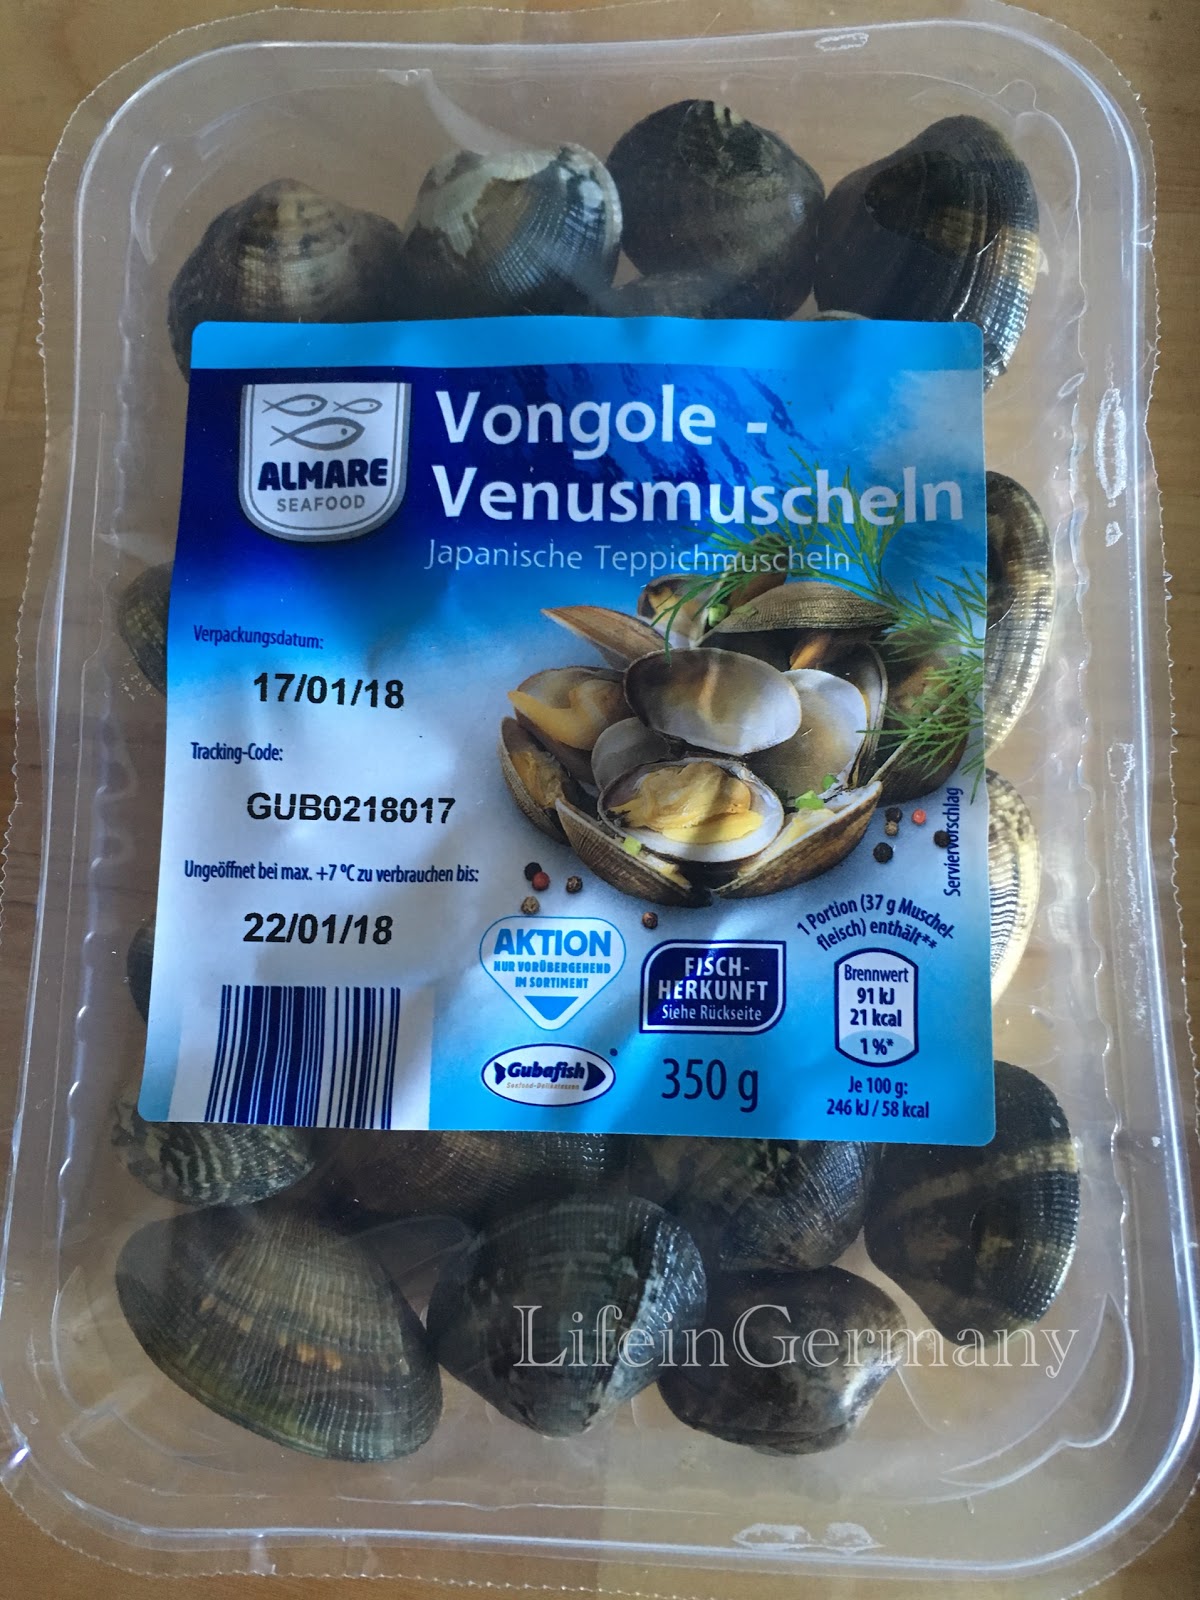 ALMARE
SEAFOOD
Vongole -
Venusmuscheln
Japanische Teppichmuscheln
Verpackungsdatum:
17/01/18
Tracking-Code:
GUB0218017
Ungeöffnet bei max. +7 °C zu verbrauchen bis:
22/01/18
Serviervorschlag
AKTION
NUR VORÜBERGEHEND
IM SORTIMENT
FISCH-
HERKUNFT
Siehe Rückseite
1 Portion (37 g Muschel-
fleisch) enthält**
Brennwert
91 kJ
21 kcal
1 %*
Je 100 g:
246 kJ / 58 kcal
Gubafish
Seafood-Delikatessen
350 g
LifeinGermany